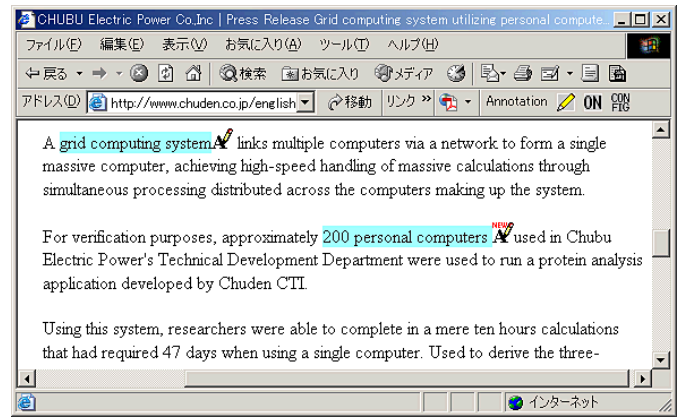 CHUBU Electric Power Co.,Inc | Press Release Grid computing system utilizing personal compute...
ファイル(F) 編集(E) 表示(V) お気に入り(A) ツール(T) ヘルプ(H)
戻る 検索 お気に入り メディア
アドレス(D) http://www.chuden.co.jp/english 移動 リンク » Annotation ON CON FIG
A grid computing system links multiple computers via a network to form a single
massive computer, achieving high-speed handling of massive calculations through
simultaneous processing distributed across the computers making up the system.
NEW
For verification purposes, approximately 200 personal computers used in Chubu
Electric Power's Technical Development Department were used to run a protein analysis
application developed by Chuden CTI.
Using this system, researchers were able to complete in a mere ten hours calculations
that had required 47 days when using a single computer. Used to derive the three-
インターネット